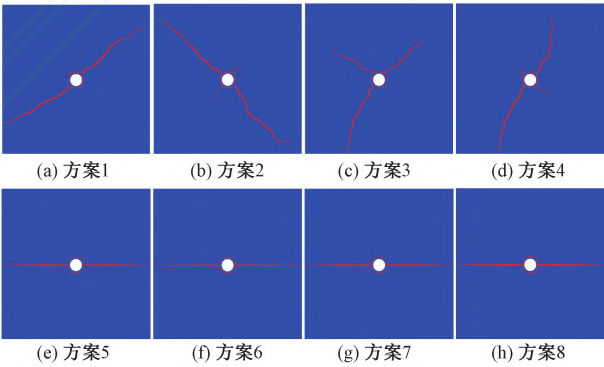 (a) 方案1
(b) 方案2
(c) 方案3
(d) 方案4
(e) 方案5
(f) 方案6
(g) 方案7
(h) 方案8